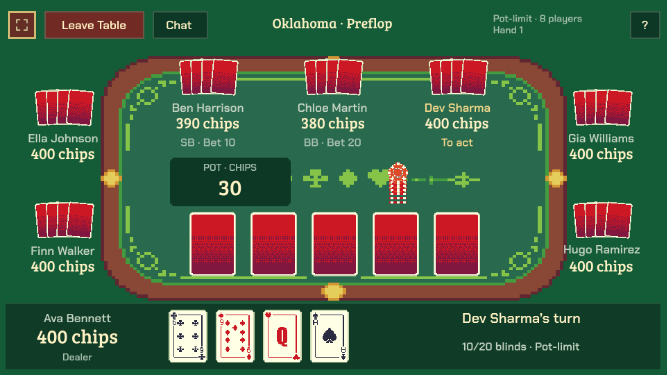 Leave Table
Chat
Oklahoma · Preflop
Pot-limit · 8 players
Hand 1
?
Ben Harrison
390 chips
SB · Bet 10
Chloe Martin
380 chips
BB · Bet 20
Dev Sharma
400 chips
To act
Ella Johnson
400 chips
Gia Williams
400 chips
POT · CHIPS
30
Finn Walker
400 chips
Hugo Ramirez
400 chips
Ava Bennett
400 chips
Dealer
Q
Dev Sharma's turn
10/20 blinds · Pot-limit